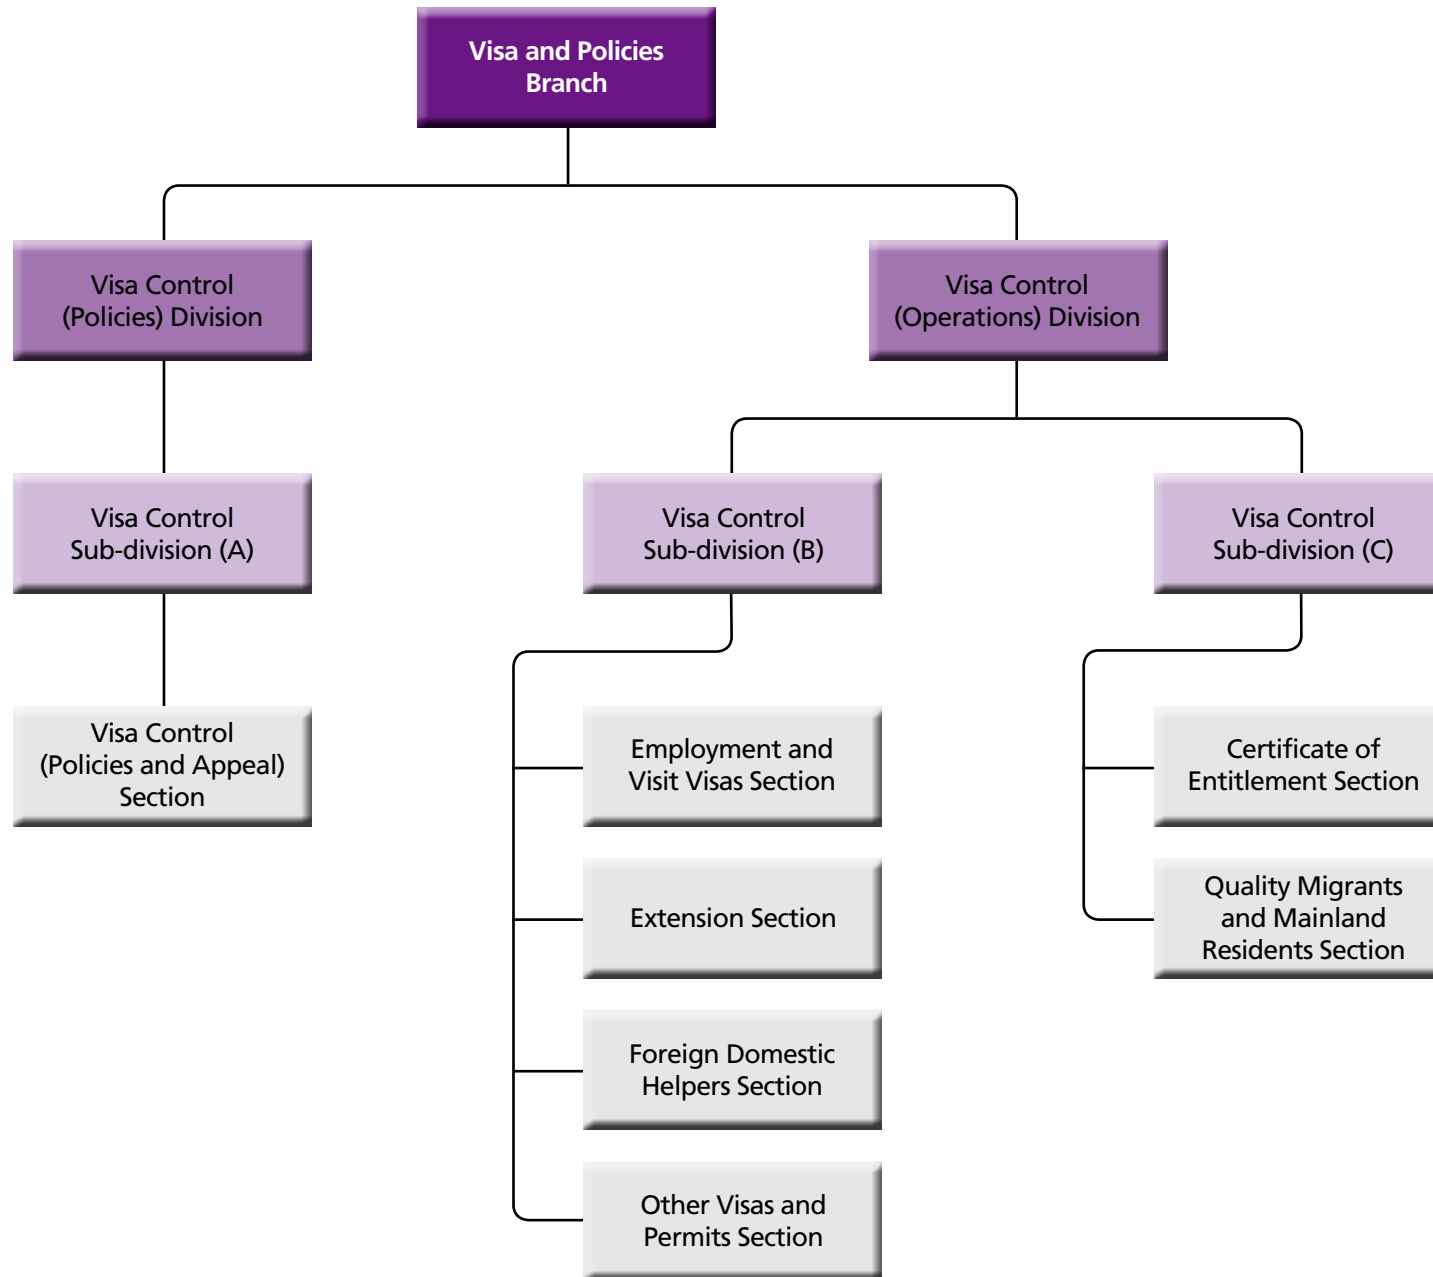 Visa and Policies
Branch
Visa Control
(Policies) Division
Visa Control
(Operations) Division
Visa Control
Sub-division (A)
Visa Control
Sub-division (B)
Visa Control
Sub-division (C)
Visa Control
(Policies and Appeal)
Section
Employment and
Visit Visas Section
Certificate of
Entitlement Section
Extension Section
Quality Migrants
and Mainland
Residents Section
Foreign Domestic
Helpers Section
Other Visas and
Permits Section